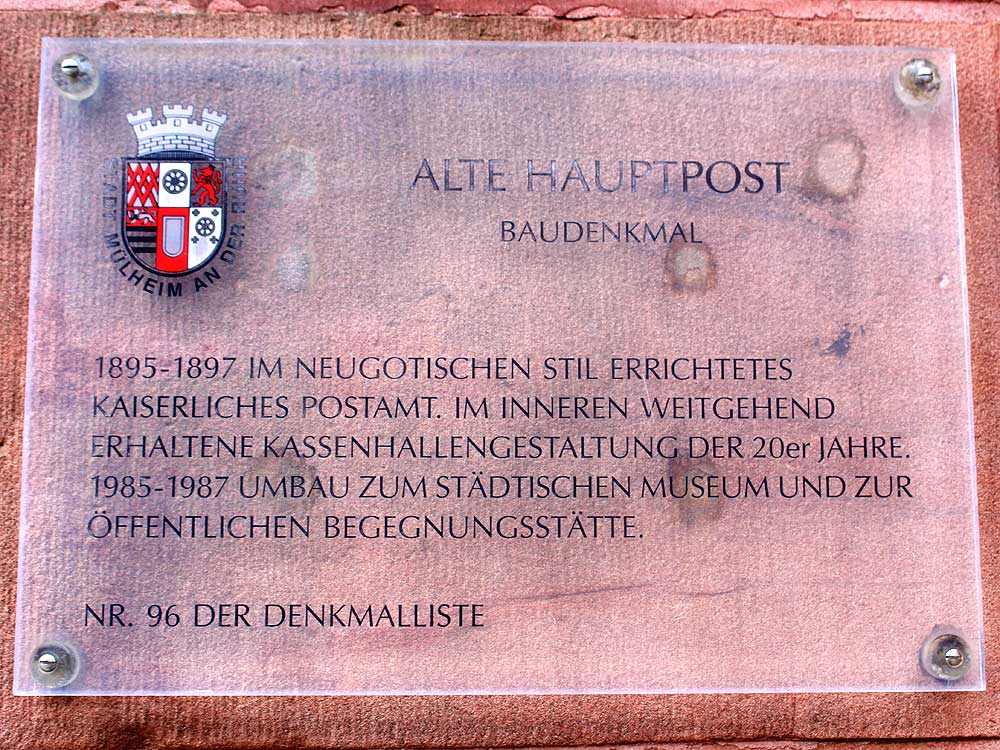 STADT MÜLHEIM AN DER RUHR
ALTE HAUPTPOST
BAUDENKMAL
1895-1897 IM NEUGOTISCHEN STIL ERRICHTETES
KAISERLICHES POSTAMT. IM INNEREN WEITGEHEND
ERHALTENE KASSENHALLENGESTALTUNG DER 20er JAHRE.
1985-1987 UMBAU ZUM STÄDTISCHEN MUSEUM UND ZUR
ÖFFENTLICHEN BEGEGNUNGSSTÄTTE.
NR. 96 DER DENKMALLISTE